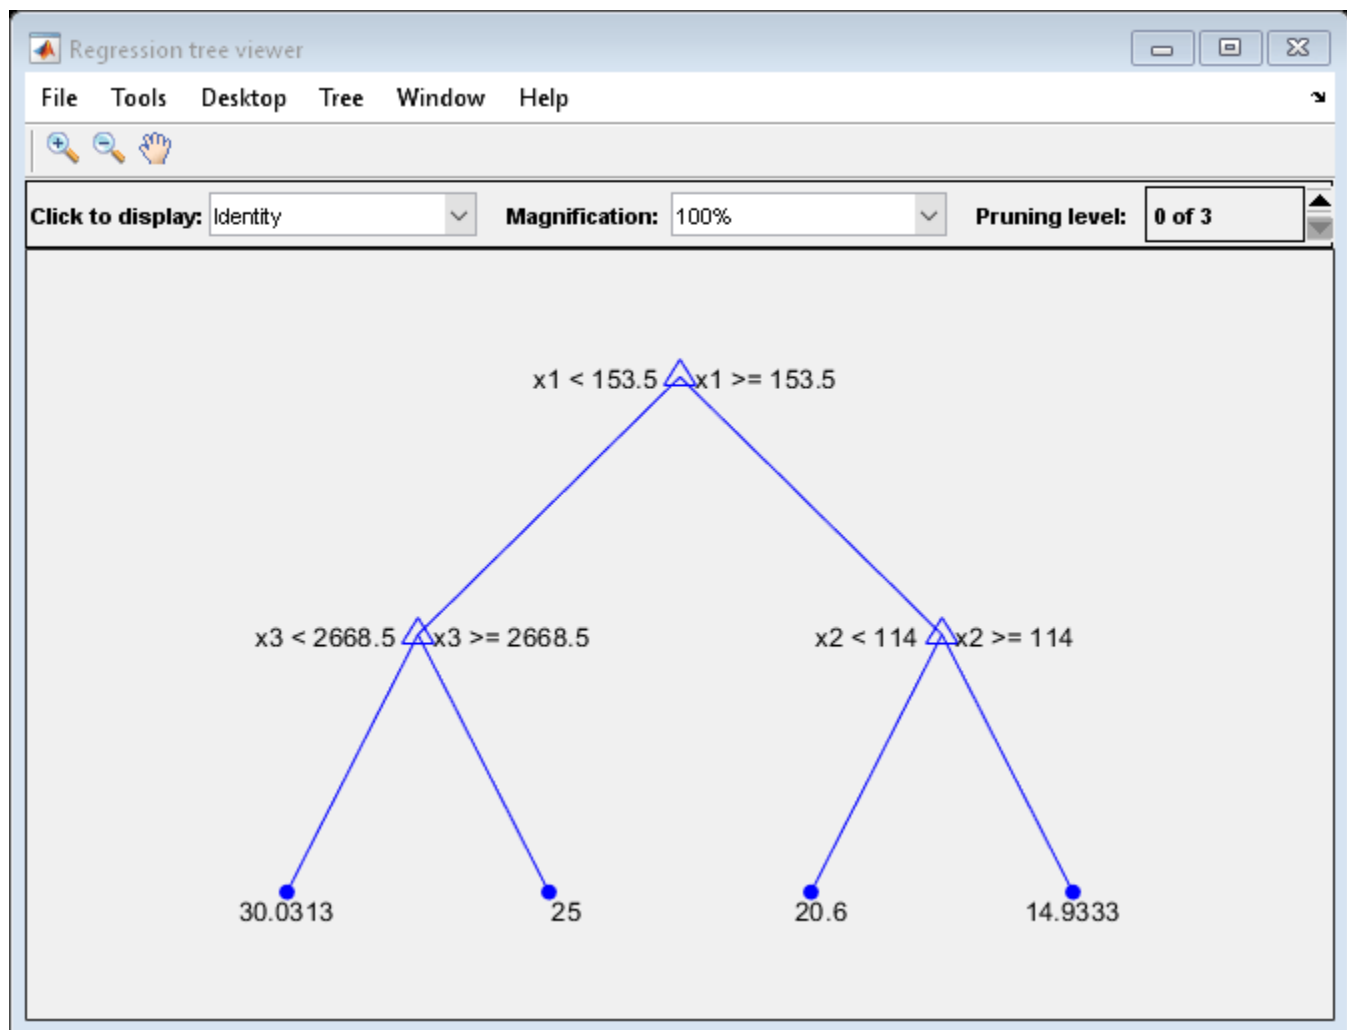 Regression tree viewer
File Tools Desktop Tree Window Help
Click to display: Identity Magnification: 100% Pruning level: 0 of 3
x1 < 153.5 x1 >= 153.5
x3 < 2668.5 x3 >= 2668.5 x2 < 114 x2 >= 114
30.0313 25 20.6 14.9333